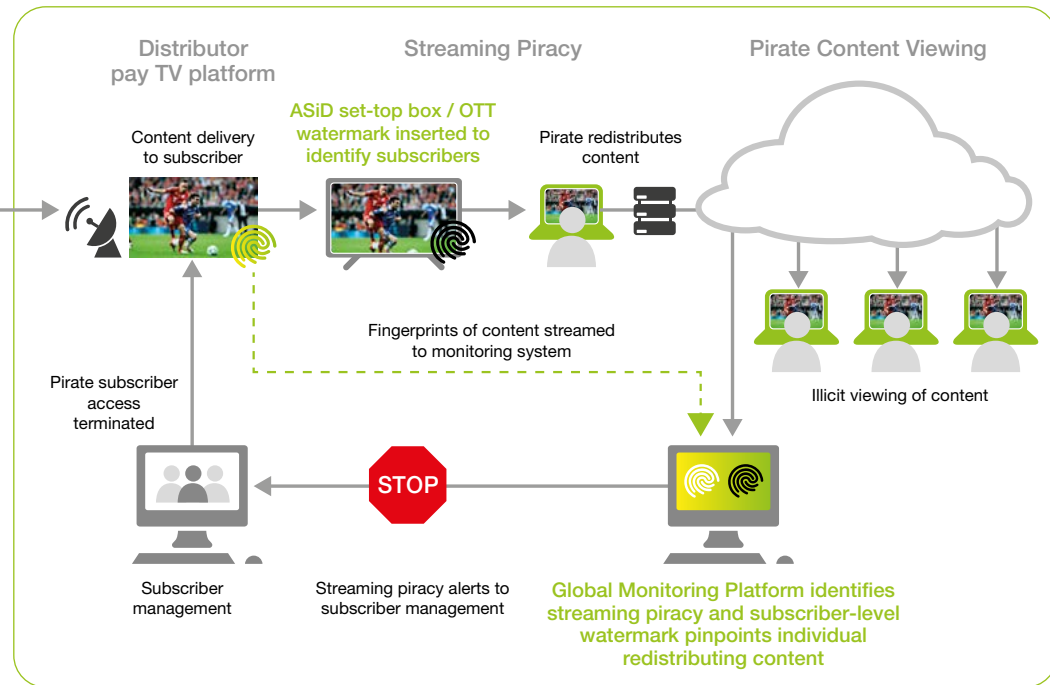 Distributor
pay TV platform
Streaming Piracy
Pirate Content Viewing
Content delivery
to subscriber
ASiD set-top box / OTT
watermark inserted to
identify subscribers
Pirate redistributes
content
Fingerprints of content streamed
to monitoring system
Illicit viewing of content
Pirate subscriber
access
terminated
STOP
Subscriber
management
Streaming piracy alerts to
subscriber management
Global Monitoring Platform identifies
streaming piracy and subscriber-level
watermark pinpoints individual
redistributing content